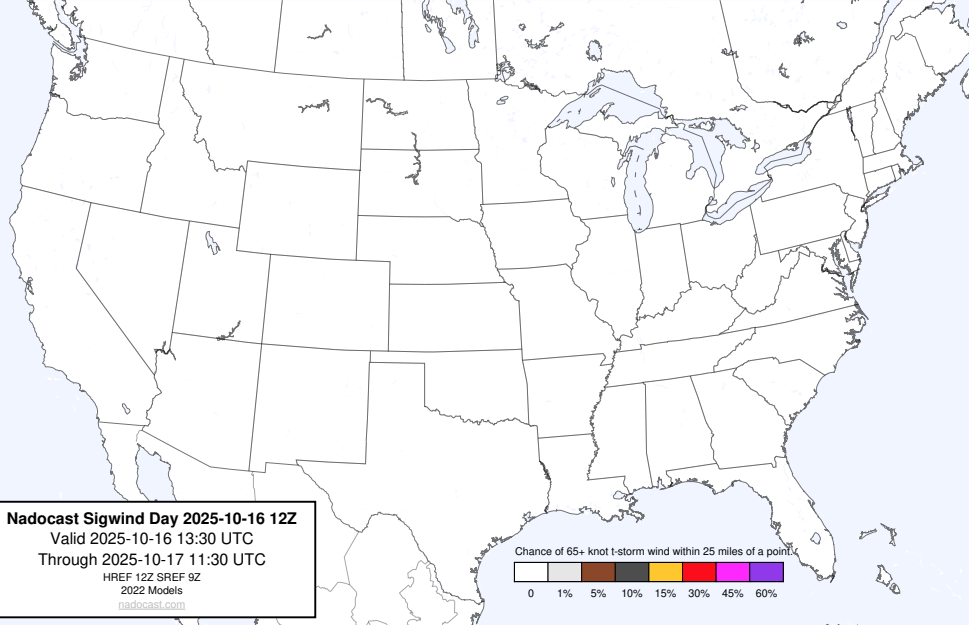 Nadocast Sigwind Day 2025-10-16 12Z
Valid 2025-10-16 13:30 UTC
Through 2025-10-17 11:30 UTC
HREF 12Z SREF 9Z
2022 Models
nadocast.com
Chance of 65+ knot t-storm wind within 25 miles of a point.
0 1% 5% 10% 15% 30% 45% 60%